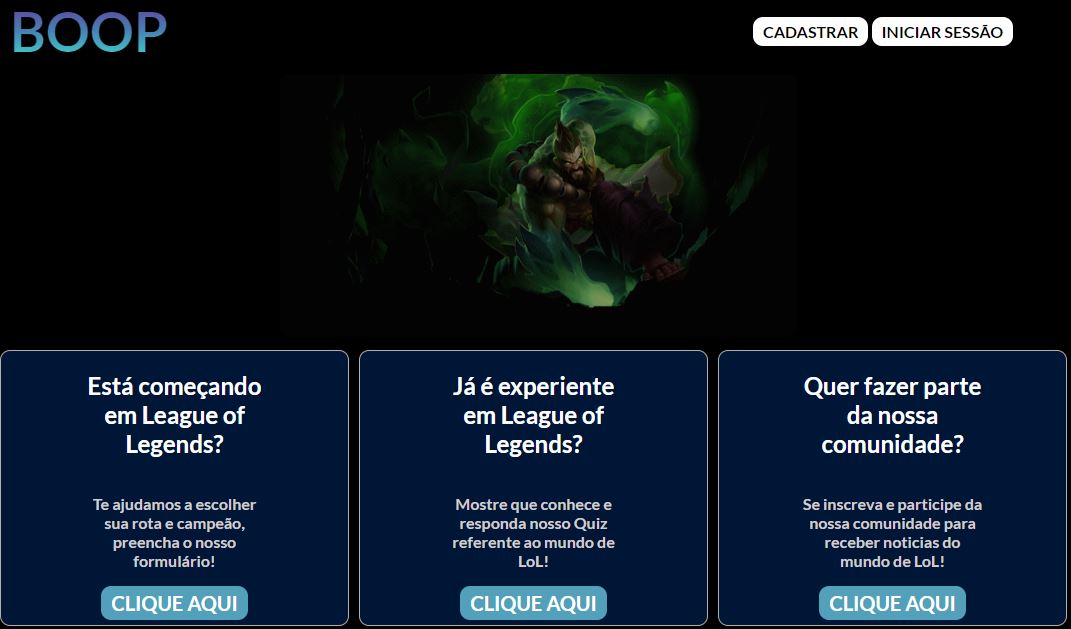 BOOP
CADASTRAR
INICIAR SESSÃO
Está começando
em League of
Legends?
Te ajudamos a escolher
sua rota e campeão,
preencha o nosso
formulário!
CLIQUE AQUI
Já é experiente
em League of
Legends?
Mostre que conhece e
responda nosso Quiz
referente ao mundo de
LoL!
CLIQUE AQUI
Quer fazer parte
da nossa
comunidade?
Se inscreva e participe da
nossa comunidade para
receber noticias do
mundo de LoL!
CLIQUE AQUI